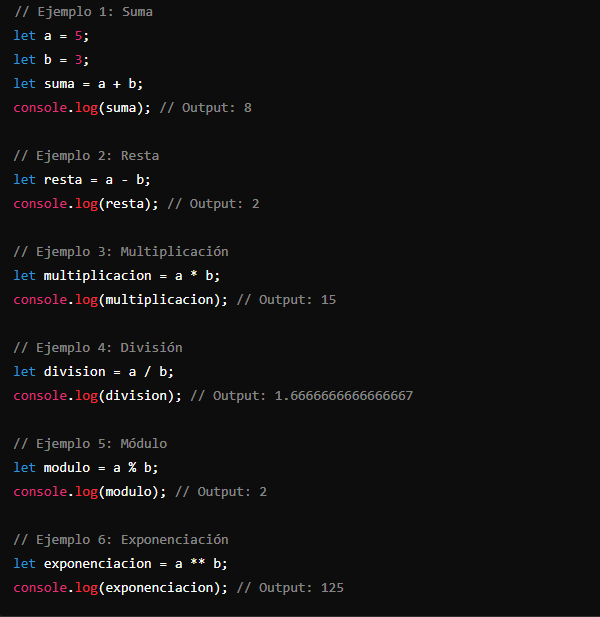 // Ejemplo 1: Suma
let a = 5;
let b = 3;
let suma = a + b;
console.log(suma); // Output: 8
// Ejemplo 2: Resta
let resta = a - b;
console.log(resta); // Output: 2
// Ejemplo 3: Multiplicación
let multiplicacion = a * b;
console.log(multiplicacion); // Output: 15
// Ejemplo 4: División
let division = a / b;
console.log(division); // Output: 1.6666666666666667
// Ejemplo 5: Módulo
let modulo = a % b;
console.log(modulo); // Output: 2
// Ejemplo 6: Exponenciación
let exponenciacion = a ** b;
console.log(exponenciacion); // Output: 125